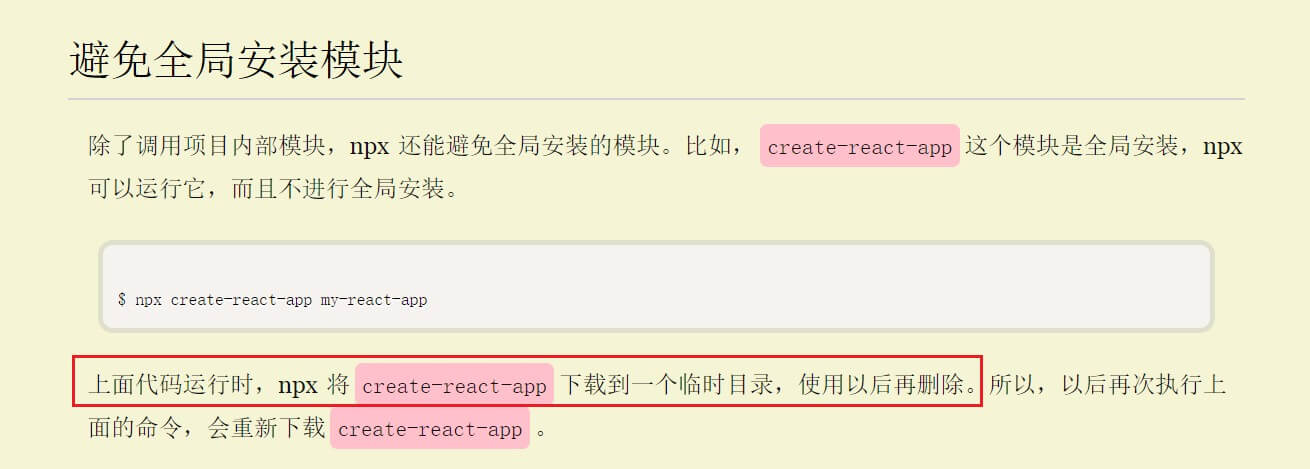 避免全局安装模块
除了调用项目内部模块，npx 还能避免全局安装的模块。比如， create-react-app 这个模块是全局安装，npx
可以运行它，而且不进行全局安装。
$ npx create-react-app my-react-app
上面代码运行时，npx 将 create-react-app 下载到一个临时目录，使用以后再删除。所以，以后再次执行上
面的命令，会重新下载 create-react-app 。